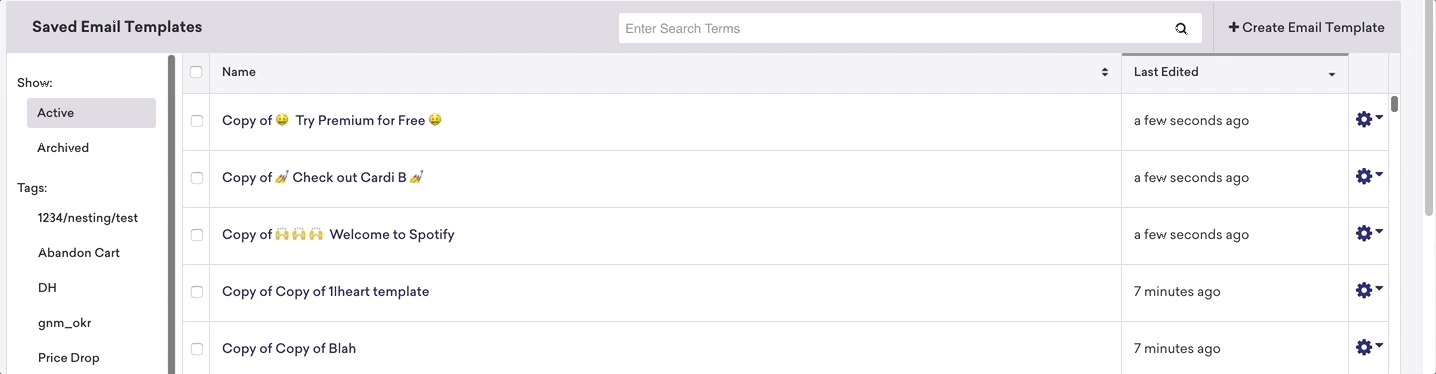 Saved Email Templates
Enter Search Terms
+ Create Email Template
Show:
Active
Archived
Tags:
1234/nesting/test
Abandon Cart
DH
gnm_okr
Price Drop
Name
Last Edited
Copy of 🤑 Try Premium for Free 🤑
a few seconds ago
Copy of 💅 Check out Cardi B 💅
a few seconds ago
Copy of 🙌 🙌 🙌 Welcome to Spotify
a few seconds ago
Copy of Copy of 1lheart template
7 minutes ago
Copy of Copy of Blah
7 minutes ago